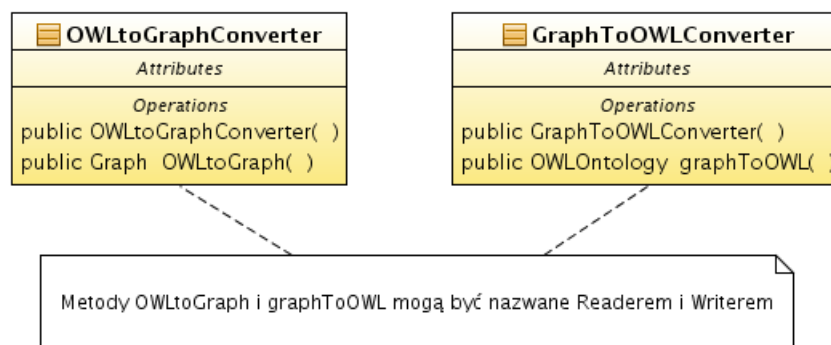 OWLtoGraphConverter
Attributes
Operations
public OWLtoGraphConverter( )
public Graph OWLtoGraph( )
GraphToOWLConverter
Attributes
Operations
public GraphToOWLConverter( )
public OWLOntology graphToOWL( )
Metody OWLtoGraph i graphToOWL mogą być nazwane Readerem i Writerem